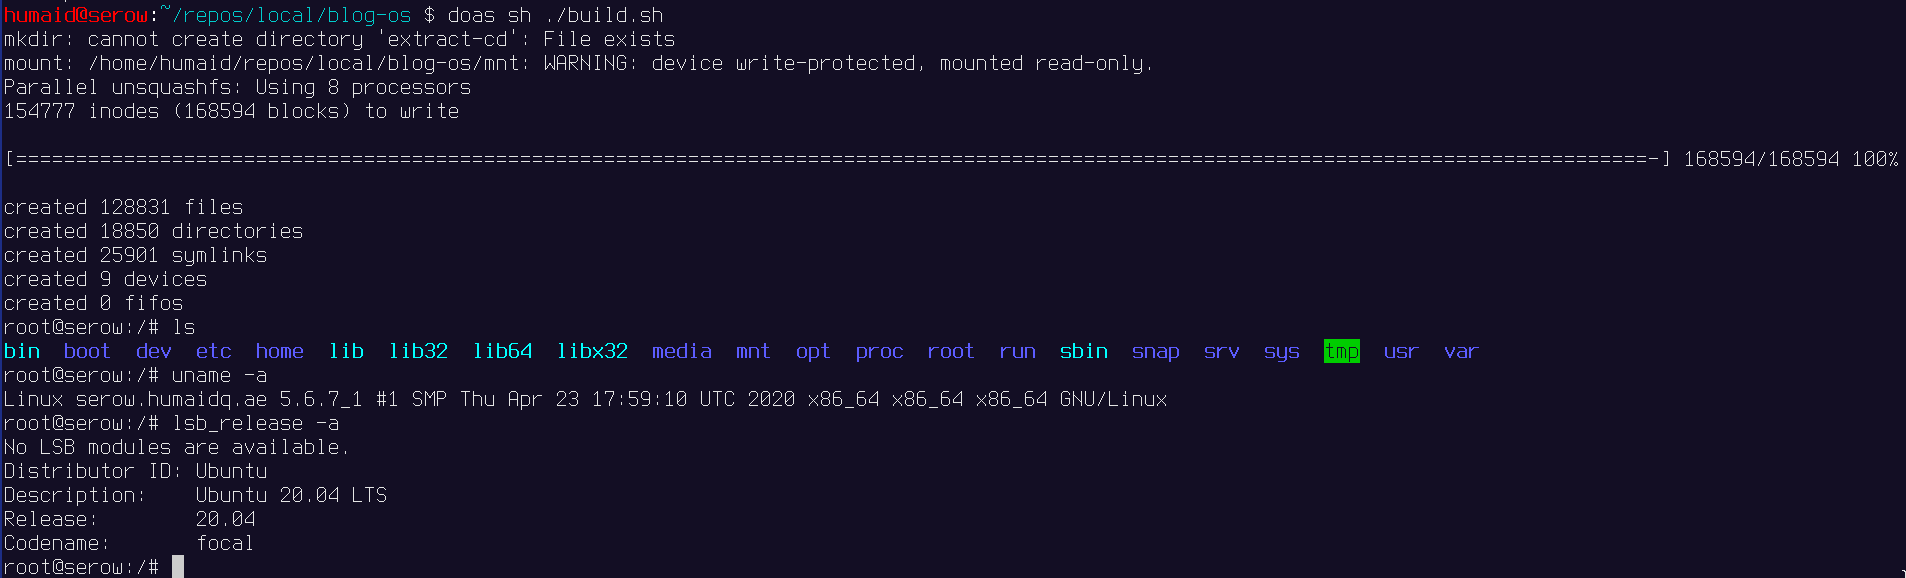 humaid@serow:~/repos/local/blog-os $ doas sh ./build.sh
mkdir: cannot create directory 'extract-cd': File exists
mount: /home/humaid/repos/local/blog-os/mnt: WARNING: device write-protected, mounted read-only.
Parallel unsquashfs: Using 8 processors
154777 inodes (168594 blocks) to write
[========================================================================================================================================-] 168594/168594 100%
created 128831 files
created 18850 directories
created 25901 symlinks
created 9 devices
created 0 fifos
root@serow:/# ls
bin  boot  dev  etc  home  lib  lib32  lib64  libx32  media  mnt  opt  proc  root  run  sbin  snap  srv  sys  tmp  usr  var
root@serow:/# uname -a
Linux serow.humaidq.ae 5.6.7_1 #1 SMP Thu Apr 23 17:59:10 UTC 2020 x86_64 x86_64 x86_64 GNU/Linux
root@serow:/# lsb_release -a
No LSB modules are available.
Distributor ID: Ubuntu
Description:    Ubuntu 20.04 LTS
Release:        20.04
Codename:       focal
root@serow:/#